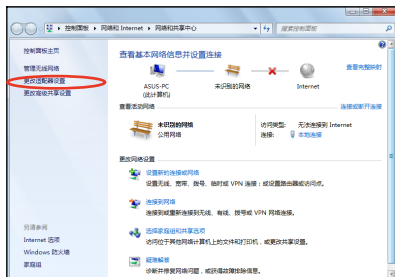 控制面板 ▸ 网络和 Internet ▸ 网络和共享中心
搜索控制面板
控制面板主页
管理无线网络
更改适配器设置
更改高级共享设置
查看基本网络信息并设置连接
查看完整映射
ASUS-PC
(此计算机)
未识别的网络
Internet
查看活动网络
连接或断开连接
未识别的网络
公用网络
访问类型: 无法连接到 Internet
连接: 本地连接
更改网络设置
设置新的连接或网络
设置无线、宽带、拨号、临时或 VPN 连接；或设置路由器或访问点。
连接到网络
连接到或重新连接到无线、有线、拨号或 VPN 网络连接。
选择家庭组和共享选项
访问位于其他网络计算机上的文件和打印机，或更改共享设置。
疑难解答
诊断并修复网络问题，或获得故障排除信息。
另请参阅
Internet 选项
Windows 防火墙
家庭组